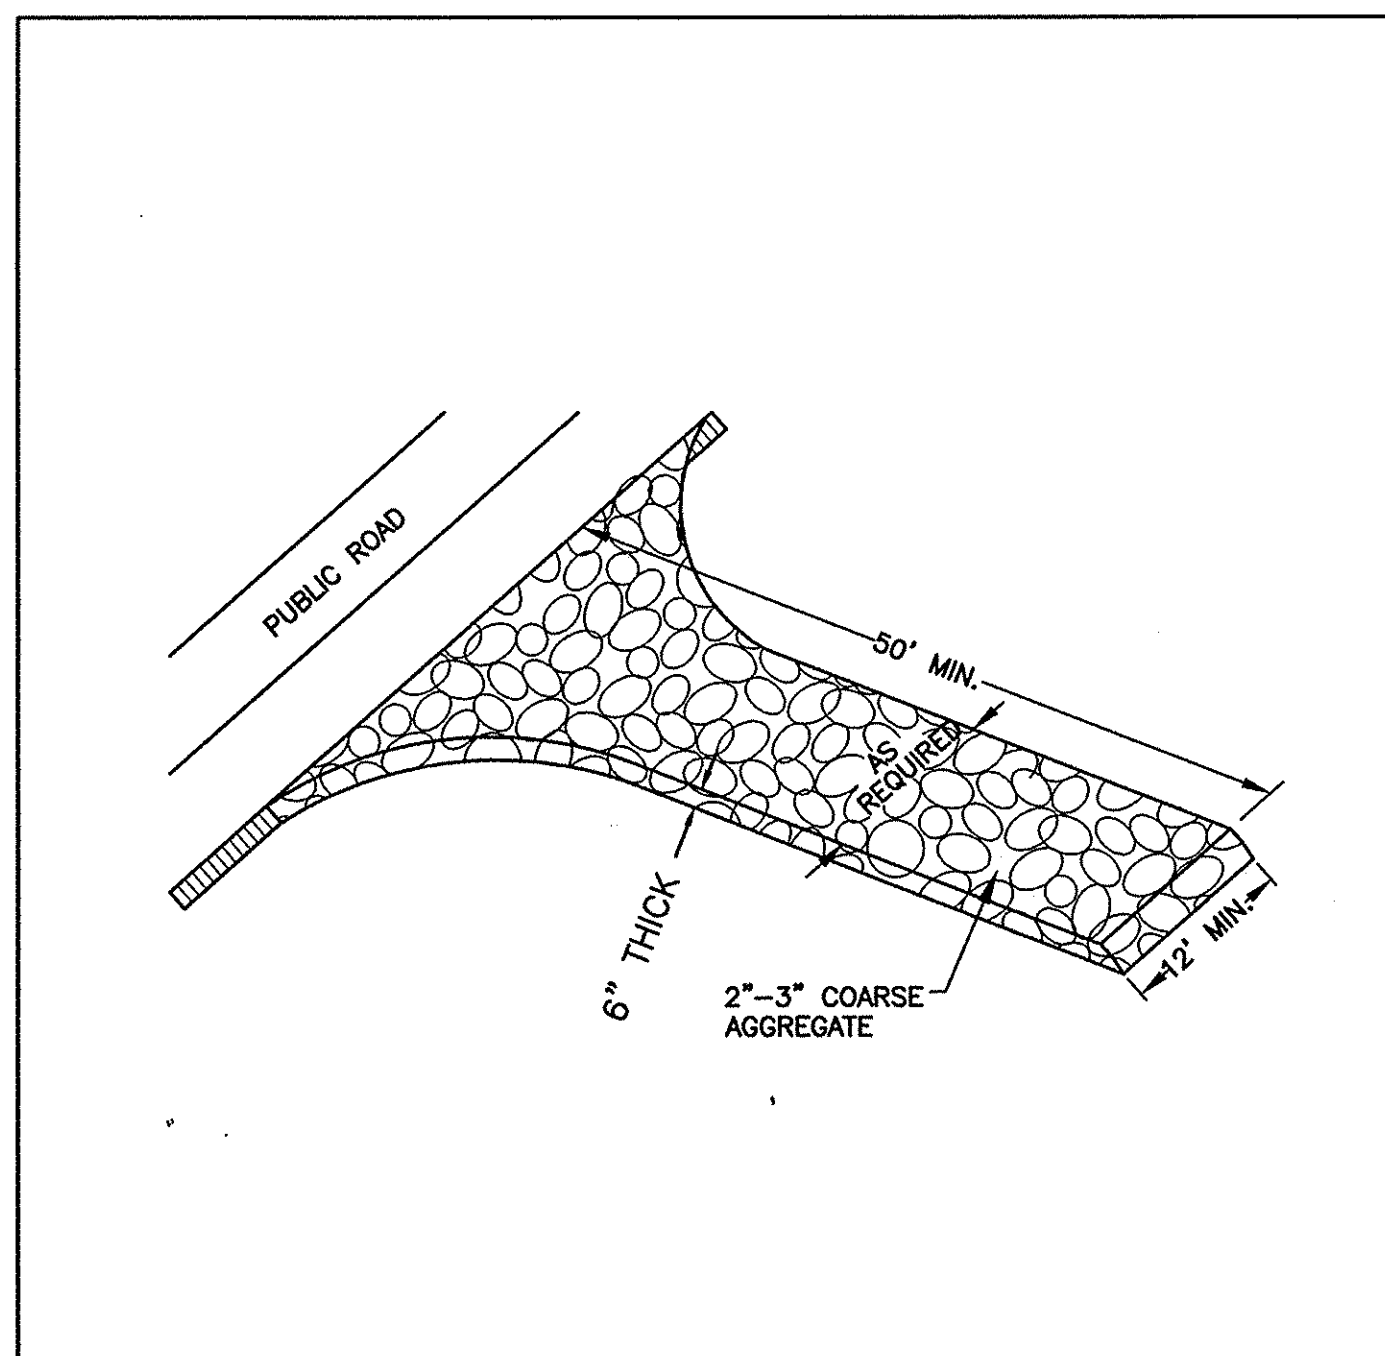 PUBLIC ROAD
50' MIN.
AS
REQUIRED
12' MIN.
6" THICK
2"-3" COARSE
AGGREGATE